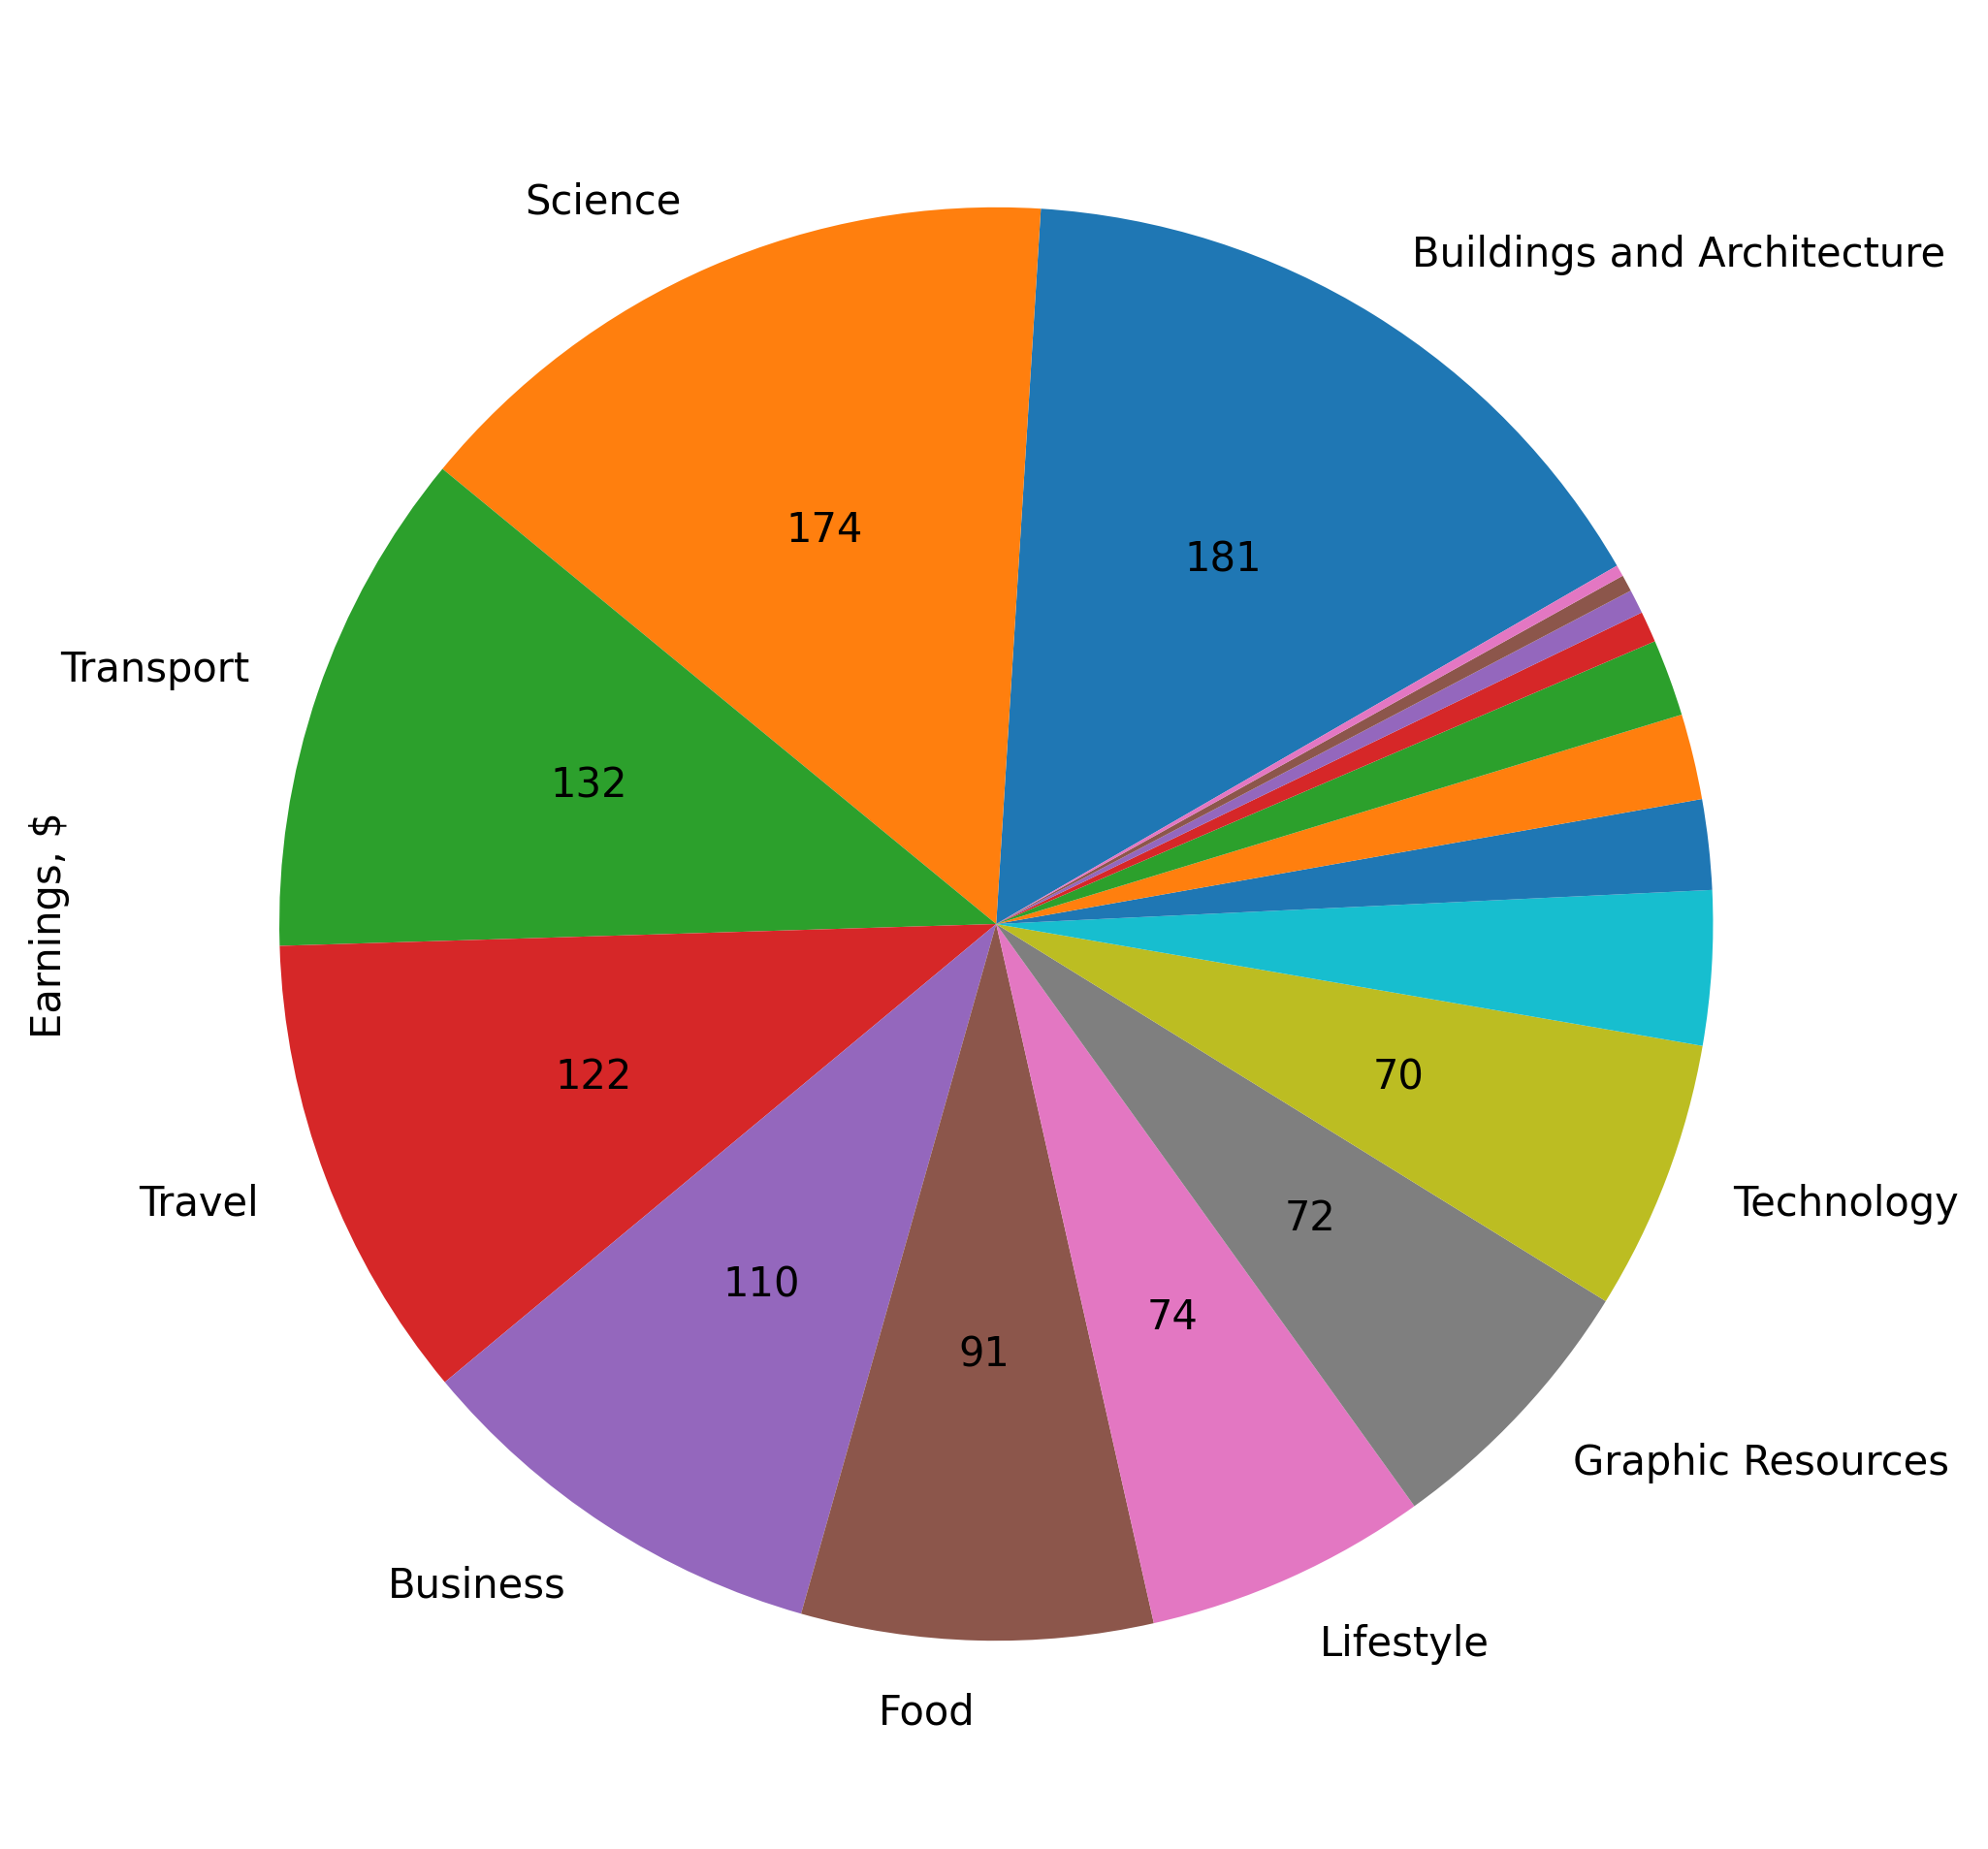 Science
Buildings and Architecture
174
181
Transport
132
Earnings, $
122
70
Travel
Technology
72
110
74
91
Graphic Resources
Business
Lifestyle
Food